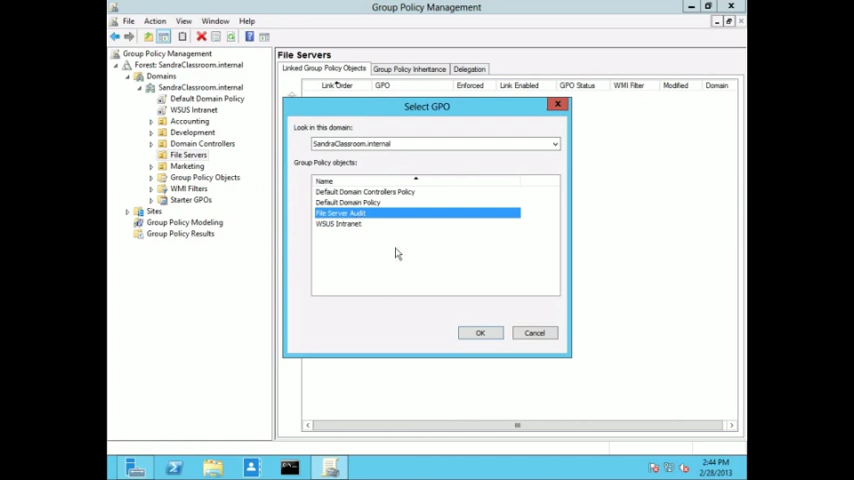 Group Policy Management
File Action View Window Help
Group Policy Management
Forest: SandraClassroom.internal
Domains
SandraClassroom.internal
Default Domain Policy
WSUS Intranet
Accounting
Development
Domain Controllers
File Servers
Marketing
Group Policy Objects
WMI Filters
Starter GPOs
Sites
Group Policy Modeling
Group Policy Results
File Servers
Linked Group Policy Objects Group Policy Inheritance Delegation
Link Order GPO Enforced Link Enabled GPO Status WMI Filter Modified Domain
Select GPO
Look in this domain:
SandraClassroom.internal
Group Policy objects:
Name
Default Domain Controllers Policy
Default Domain Policy
File Server Audit
WSUS Intranet
OK Cancel
2:44 PM
2/28/2013